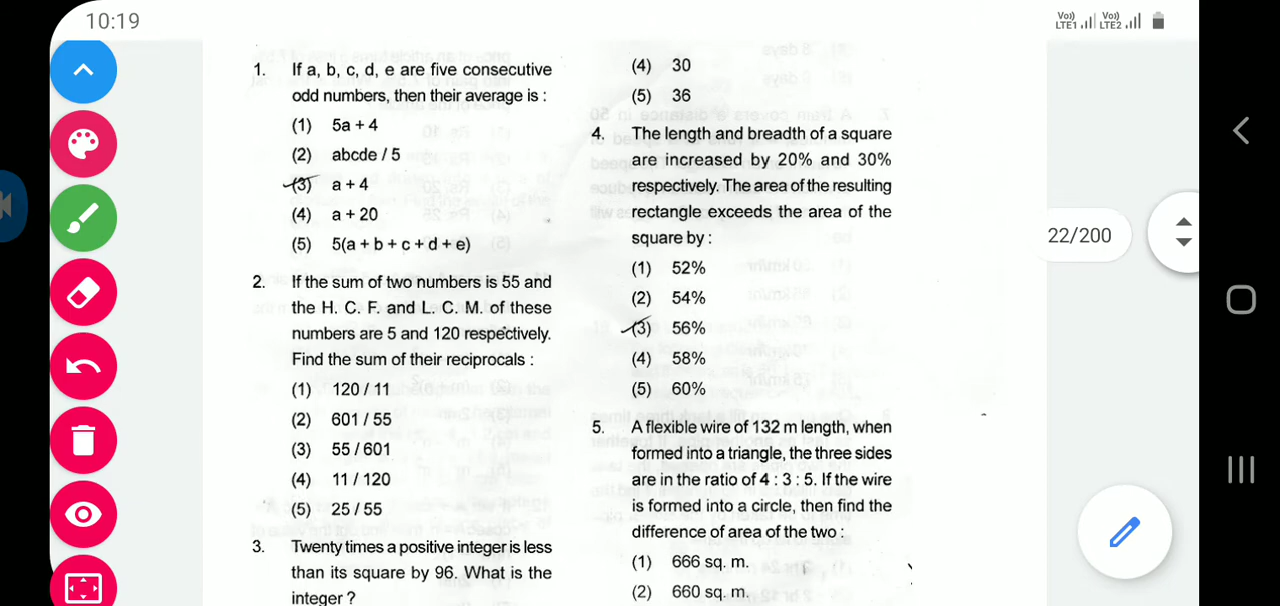 10:19
Vo)) LTE1 Vo)) LTE2
1. If a, b, c, d, e are five consecutive
odd numbers, then their average is :
(1) 5a + 4
(2) abcde / 5
(3) a + 4
(4) a + 20
(5) 5(a + b + c + d + e)
2. If the sum of two numbers is 55 and
the H. C. F. and L. C. M. of these
numbers are 5 and 120 respectively.
Find the sum of their reciprocals :
(1) 120 / 11
(2) 601 / 55
(3) 55 / 601
(4) 11 / 120
(5) 25 / 55
3. Twenty times a positive integer is less
than its square by 96. What is the
integer ?
(4) 30
(5) 36
4. The length and breadth of a square
are increased by 20% and 30%
respectively. The area of the resulting
rectangle exceeds the area of the
square by :
(1) 52%
(2) 54%
(3) 56%
(4) 58%
(5) 60%
5. A flexible wire of 132 m length, when
formed into a triangle, the three sides
are in the ratio of 4 : 3 : 5. If the wire
is formed into a circle, then find the
difference of area of the two :
(1) 666 sq. m.
(2) 660 sq. m.
22/200